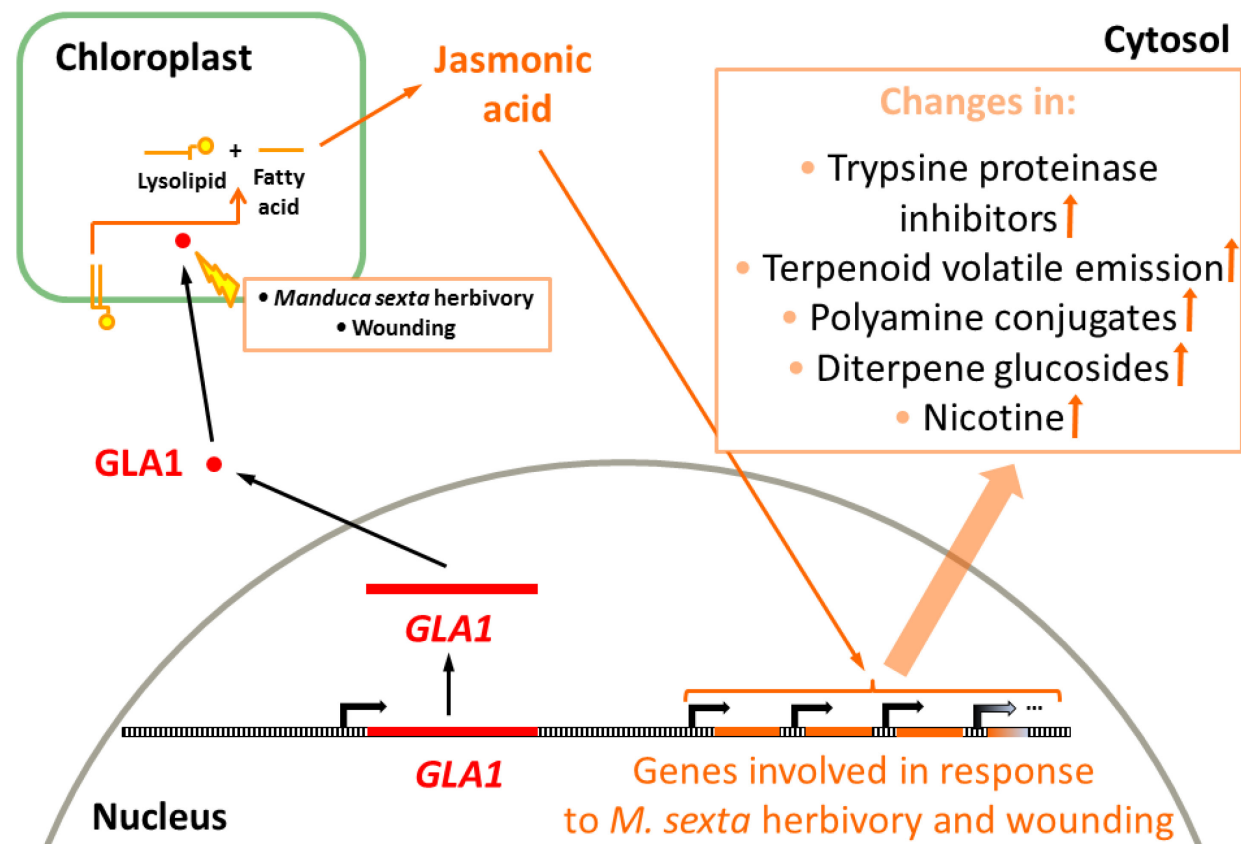 Chloroplast
Jasmonic
acid
Cytosol
Changes in:
• Trypsine proteinase
inhibitors
• Terpenoid volatile emission
• Polyamine conjugates
• Diterpene glucosides
• Nicotine
+
Lysolipid
Fatty
acid
• Manduca sexta herbivory
• Wounding
GLA1
GLA1
GLA1
...
Genes involved in response
to M. sexta herbivory and wounding
Nucleus